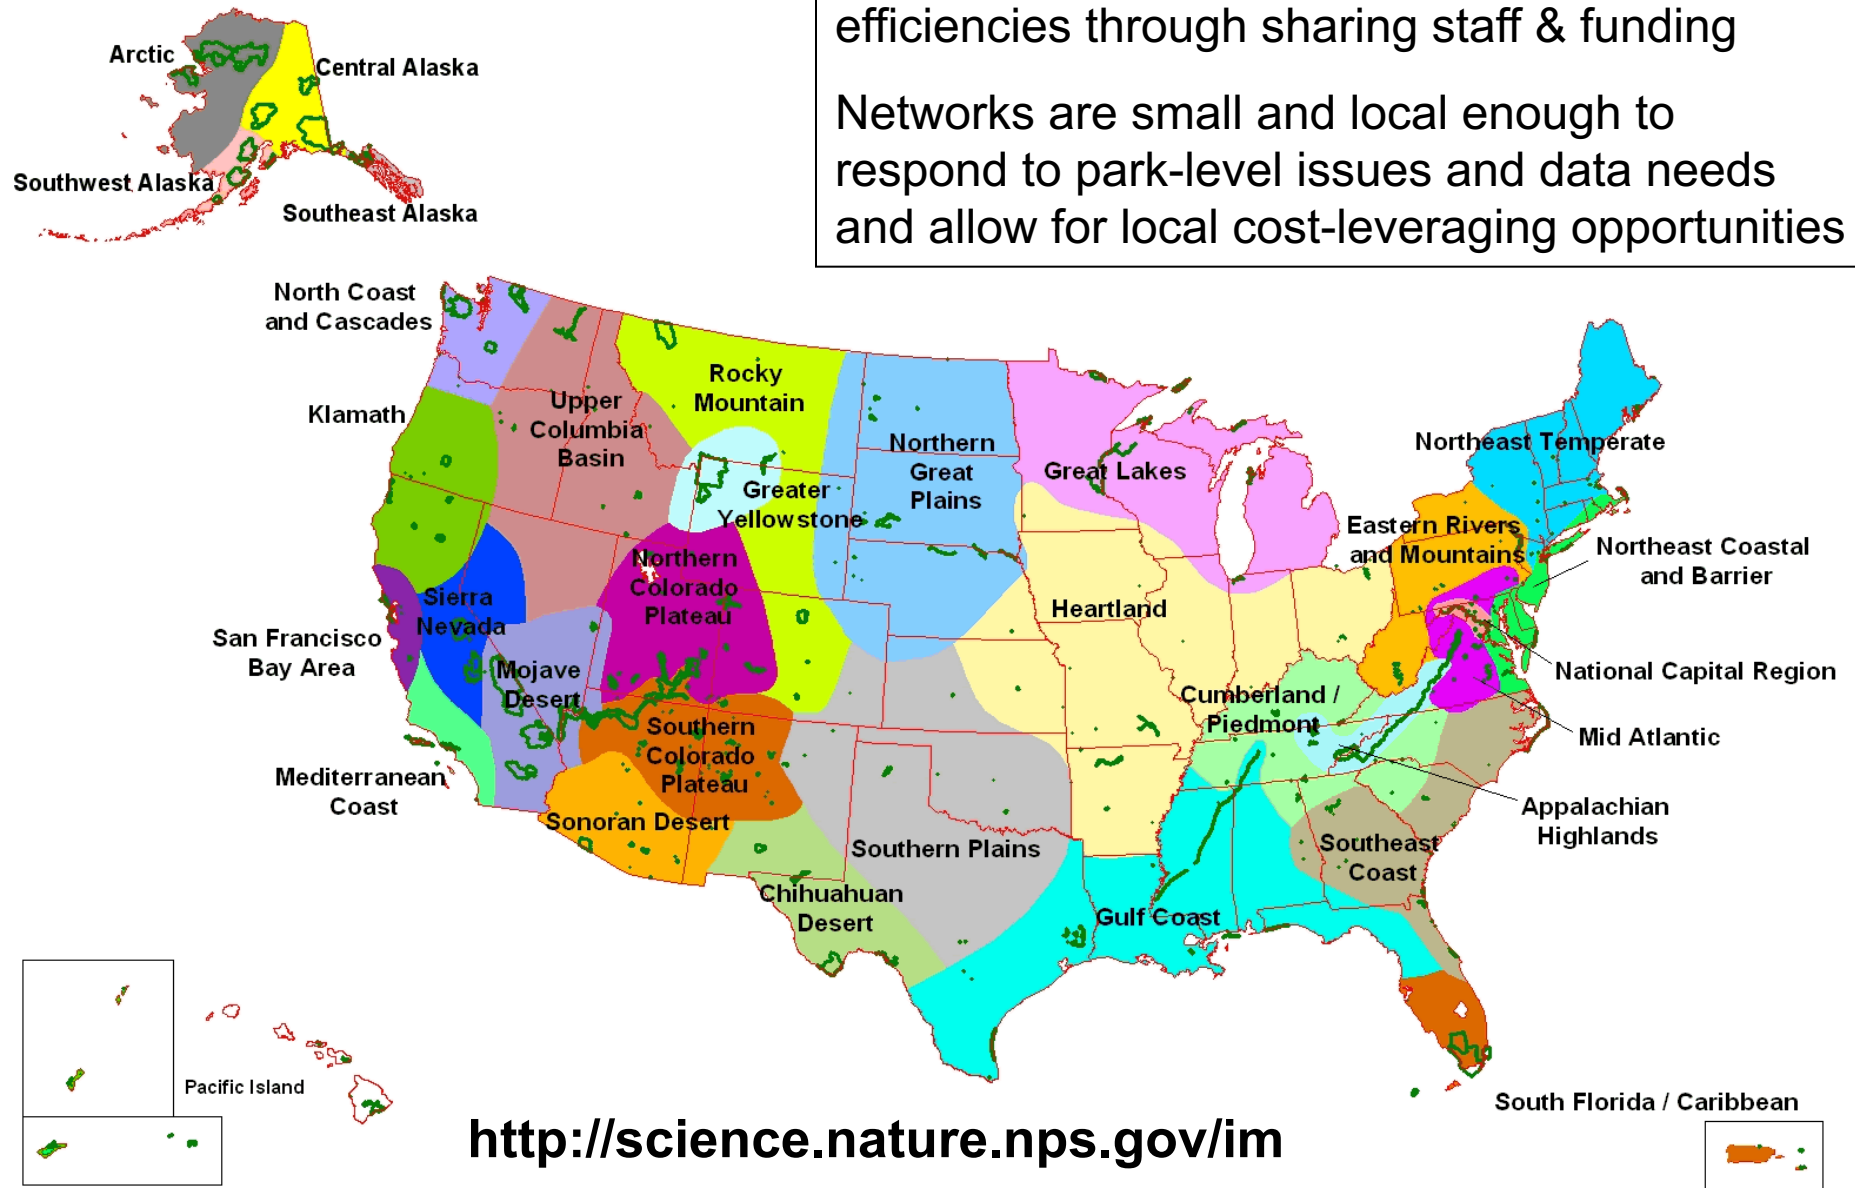 efficiencies through sharing staff & funding
Networks are small and local enough to
respond to park-level issues and data needs
and allow for local cost-leveraging opportunities
Arctic
Central Alaska
Southwest Alaska
Southeast Alaska
North Coast
and Cascades
Klamath
Upper
Columbia
Basin
Rocky
Mountain
Greater
Yellowstone
Northern
Great
Plains
Great Lakes
Northeast Temperate
Eastern Rivers
and Mountains
Northeast Coastal
and Barrier
Northern
Colorado
Plateau
Sierra
Nevada
San Francisco
Bay Area
Mojave
Desert
Heartland
National Capital Region
Cumberland /
Piedmont
Mid Atlantic
Southern
Colorado
Plateau
Mediterranean
Coast
Sonoran Desert
Southern Plains
Appalachian
Highlands
Southeast
Coast
Chihuahuan
Desert
Gulf Coast
Pacific Island
South Florida / Caribbean
http://science.nature.nps.gov/im